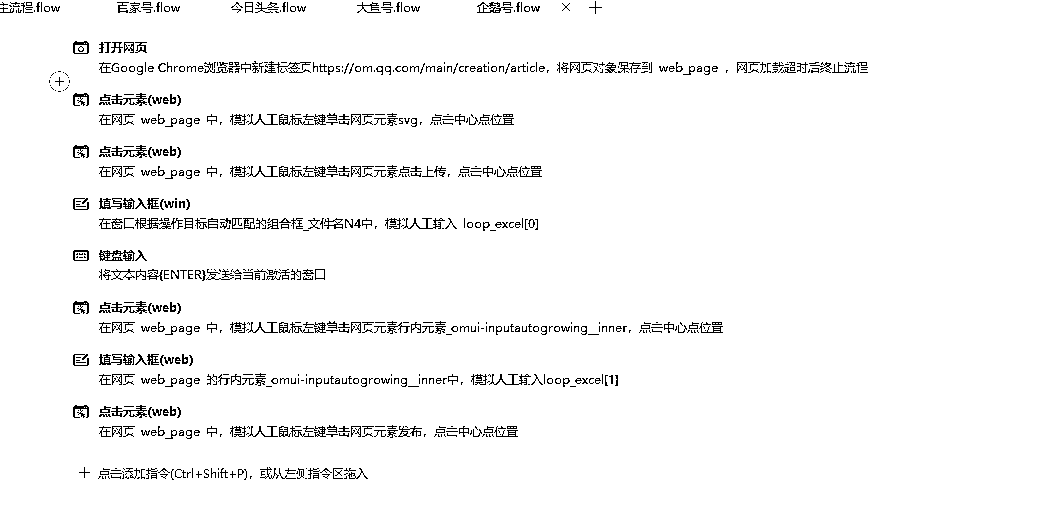 主流程.flow 百家号.flow 今日头条.flow 大鱼号.flow 企鹅号.flow × +
打开网页
在Google Chrome浏览器中新建标签页https://om.qq.com/main/creation/article，将网页对象保存到 web_page ，网页加载超时后终止流程
点击元素(web)
在网页 web_page 中，模拟人工鼠标左键单击网页元素svg，点击中心点位置
点击元素(web)
在网页 web_page 中，模拟人工鼠标左键单击网页元素点击上传，点击中心点位置
填写输入框(win)
在窗口根据操作目标自动匹配的组合框_文件名N4中，模拟人工输入 loop_excel[0]
键盘输入
将文本内容{ENTER}发送给当前激活的窗口
点击元素(web)
在网页 web_page 中，模拟人工鼠标左键单击网页元素行内元素_omui-inputautogrowing__inner，点击中心点位置
填写输入框(web)
在网页 web_page 的行内元素_omui-inputautogrowing__inner中，模拟人工输入loop_excel[1]
点击元素(web)
在网页 web_page 中，模拟人工鼠标左键单击网页元素发布，点击中心点位置
+ 点击添加指令(Ctrl+Shift+P)，或从左侧指令区拖入